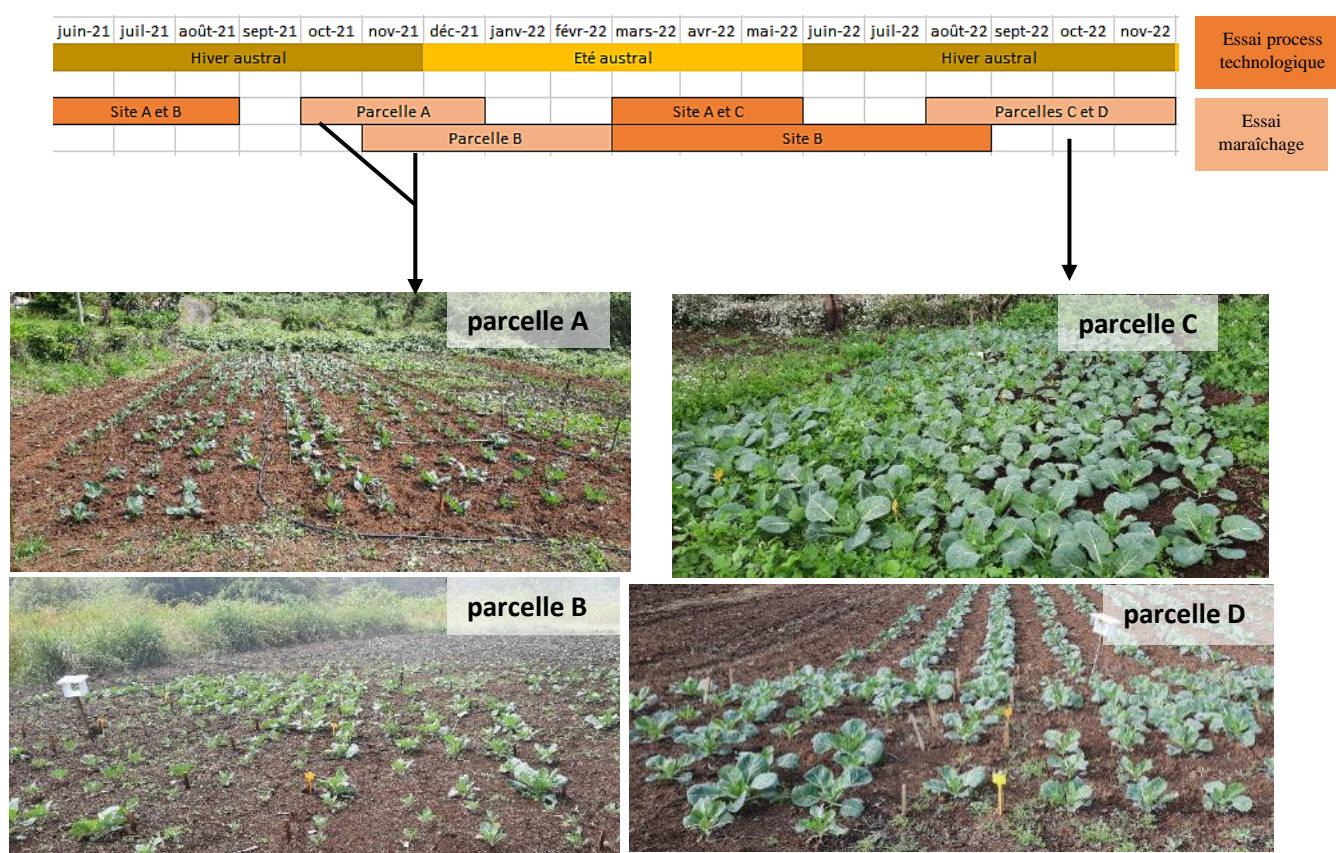 juin-21 juil-21 août-21 sept-21 oct-21 nov-21 déc-21 janv-22 févr-22 mars-22 avr-22 mai-22 juin-22 juil-22 août-22 sept-22 oct-22 nov-22
Hiver austral Eté austral Hiver austral
Essai process
technologique
Site A et B Parcelle A Site A et C Parcelles C et D
Parcelle B Site B
Essai
maraîchage
parcelle A
parcelle C
parcelle B
parcelle D